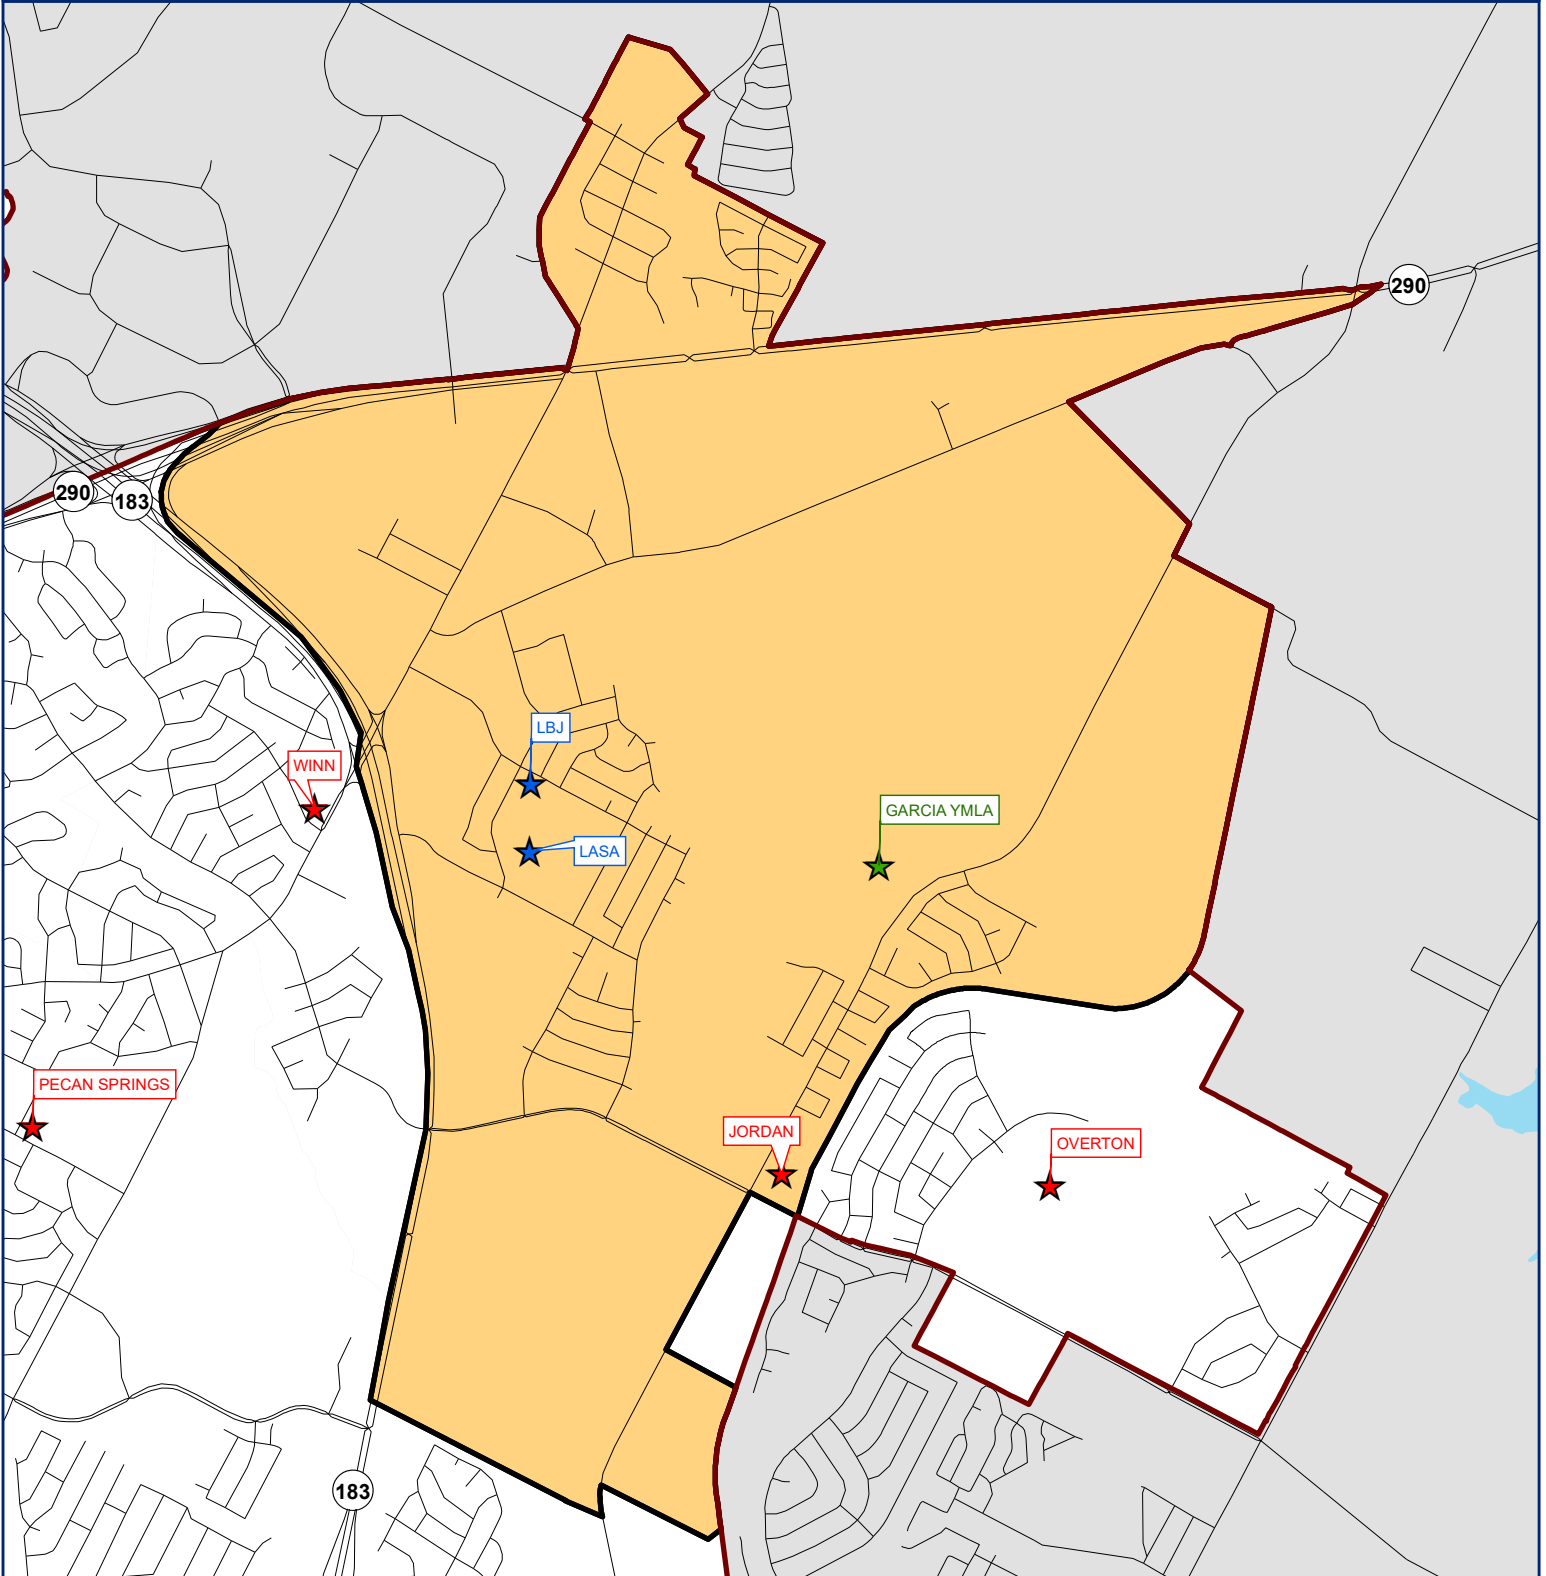 290
290
183
LBJ
WINN
GARCIA YMLA
LASA
PECAN SPRINGS
JORDAN
OVERTON
183